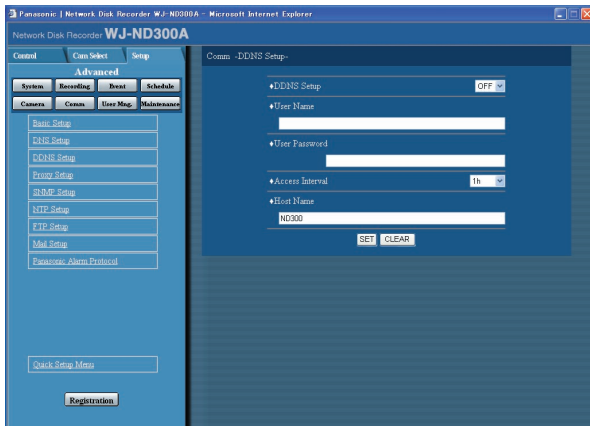 Panasonic | Network Disk Recorder WJ-ND300A - Microsoft Internet Explorer
Network Disk Recorder WJ-ND300A
Control Cam Select Setup
Advanced
System Recording Event Schedule
Camera Comm User Mng. Maintenance
Basic Setup
DNS Setup
DDNS Setup
Proxy Setup
SNMP Setup
NTP Setup
FTP Setup
Mail Setup
Panasonic Alarm Protocol
Quick Setup Menu
Registration
Comm -DDNS Setup-
♦DDNS Setup OFF
♦User Name
♦User Password
♦Access Interval 1h
♦Host Name
ND300
SET CLEAR